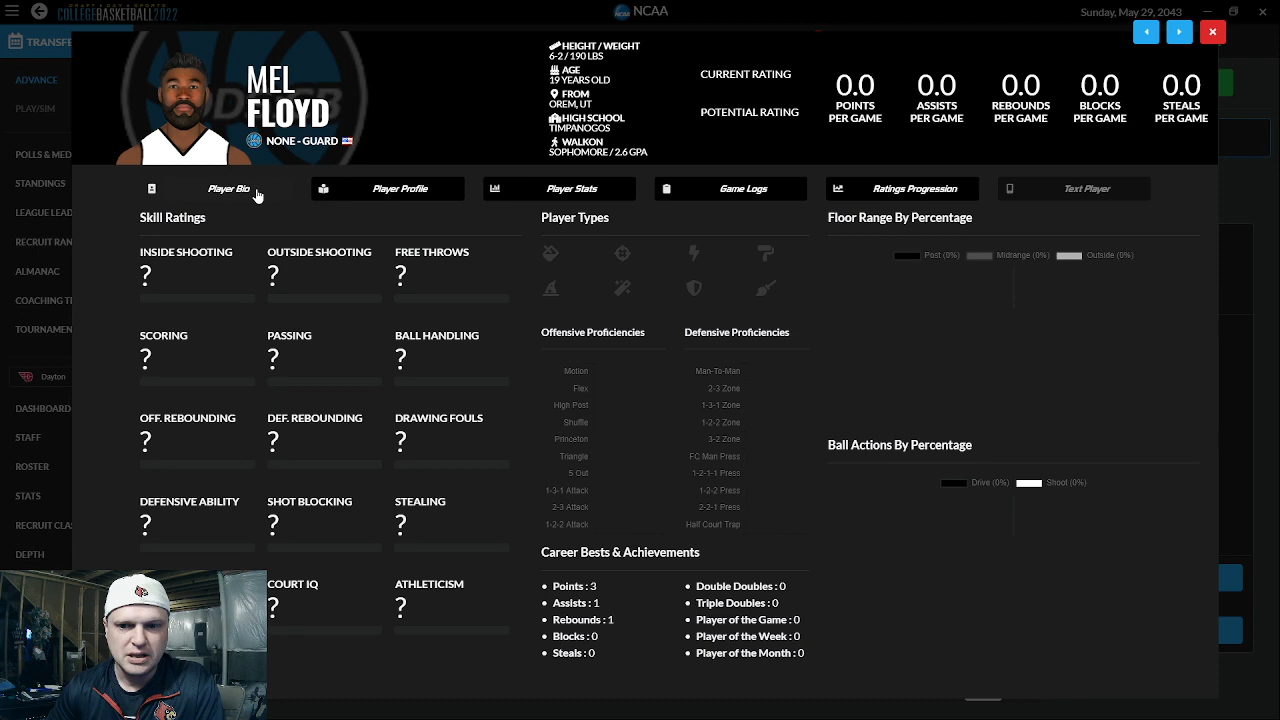 DRAFT DAY SPORTS
COLLEGE BASKETBALL 2022
NCAA
Sunday, May 29, 2043
TRANSFE
ADVANCE
PLAY/SIM
POLLS & MED
STANDINGS
LEAGUE LEAD
RECRUIT RAN
ALMANAC
COACHING TI
TOURNAMEN
Dayton
DASHBOARD
STAFF
ROSTER
STATS
RECRUIT CLA
DEPTH
MEL
FLOYD
NONE - GUARD
HEIGHT / WEIGHT
6-2 / 190 LBS
AGE
19 YEARS OLD
FROM
OREM, UT
HIGH SCHOOL
TIMPANOGOS
WALKON
SOPHOMORE / 2.6 GPA
CURRENT RATING
POTENTIAL RATING
0.0 0.0 0.0 0.0 0.0
POINTS ASSISTS REBOUNDS BLOCKS STEALS
PER GAME PER GAME PER GAME PER GAME PER GAME
Player Bio Player Profile Player Stats Game Logs Ratings Progression Text Player
Skill Ratings
INSIDE SHOOTING OUTSIDE SHOOTING FREE THROWS
? ? ?
SCORING PASSING BALL HANDLING
? ? ?
OFF. REBOUNDING DEF. REBOUNDING DRAWING FOULS
? ? ?
DEFENSIVE ABILITY SHOT BLOCKING STEALING
? ? ?
COURT IQ ATHLETICISM
? ?
Player Types
Offensive Proficiencies Defensive Proficiencies
Motion Man-To-Man
Flex 2-3 Zone
High Post 1-3-1 Zone
Shuffle 1-2-2 Zone
Princeton 3-2 Zone
Triangle FC Man Press
5 Out 1-2-1-1 Press
1-3-1 Attack 1-2-2 Press
2-3 Attack 2-2-1 Press
1-2-2 Attack Half Court Trap
Career Bests & Achievements
Points : 3 Double Doubles : 0
Assists : 1 Triple Doubles : 0
Rebounds : 1 Player of the Game : 0
Blocks : 0 Player of the Week : 0
Steals : 0 Player of the Month : 0
Floor Range By Percentage
Post (0%) Midrange (0%) Outside (0%)
Ball Actions By Percentage
Drive (0%) Shoot (0%)